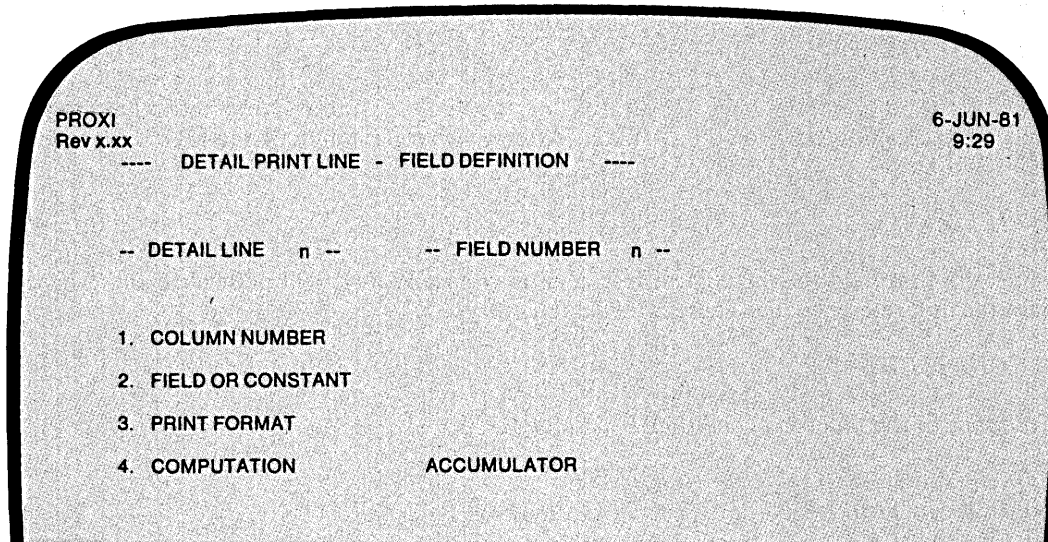 PROXI 6-JUN-81
Rev x.xx 9:29
---- DETAIL PRINT LINE - FIELD DEFINITION ----
-- DETAIL LINE n -- -- FIELD NUMBER n --
1. COLUMN NUMBER
2. FIELD OR CONSTANT
3. PRINT FORMAT
4. COMPUTATION ACCUMULATOR